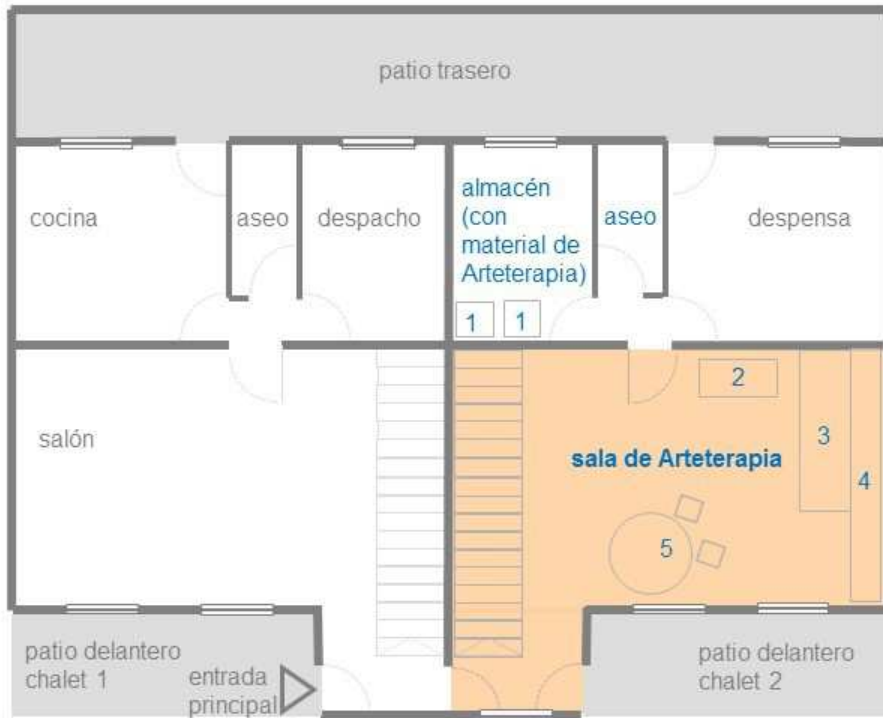 patio trasero
cocina
aseo
despacho
almacén
(con
material de
Arteterapia)
aseo
despensa
1
1
salón
2
3
sala de Arteterapia
4
5
patio delantero
chalet 1
entrada
principal
patio delantero
chalet 2